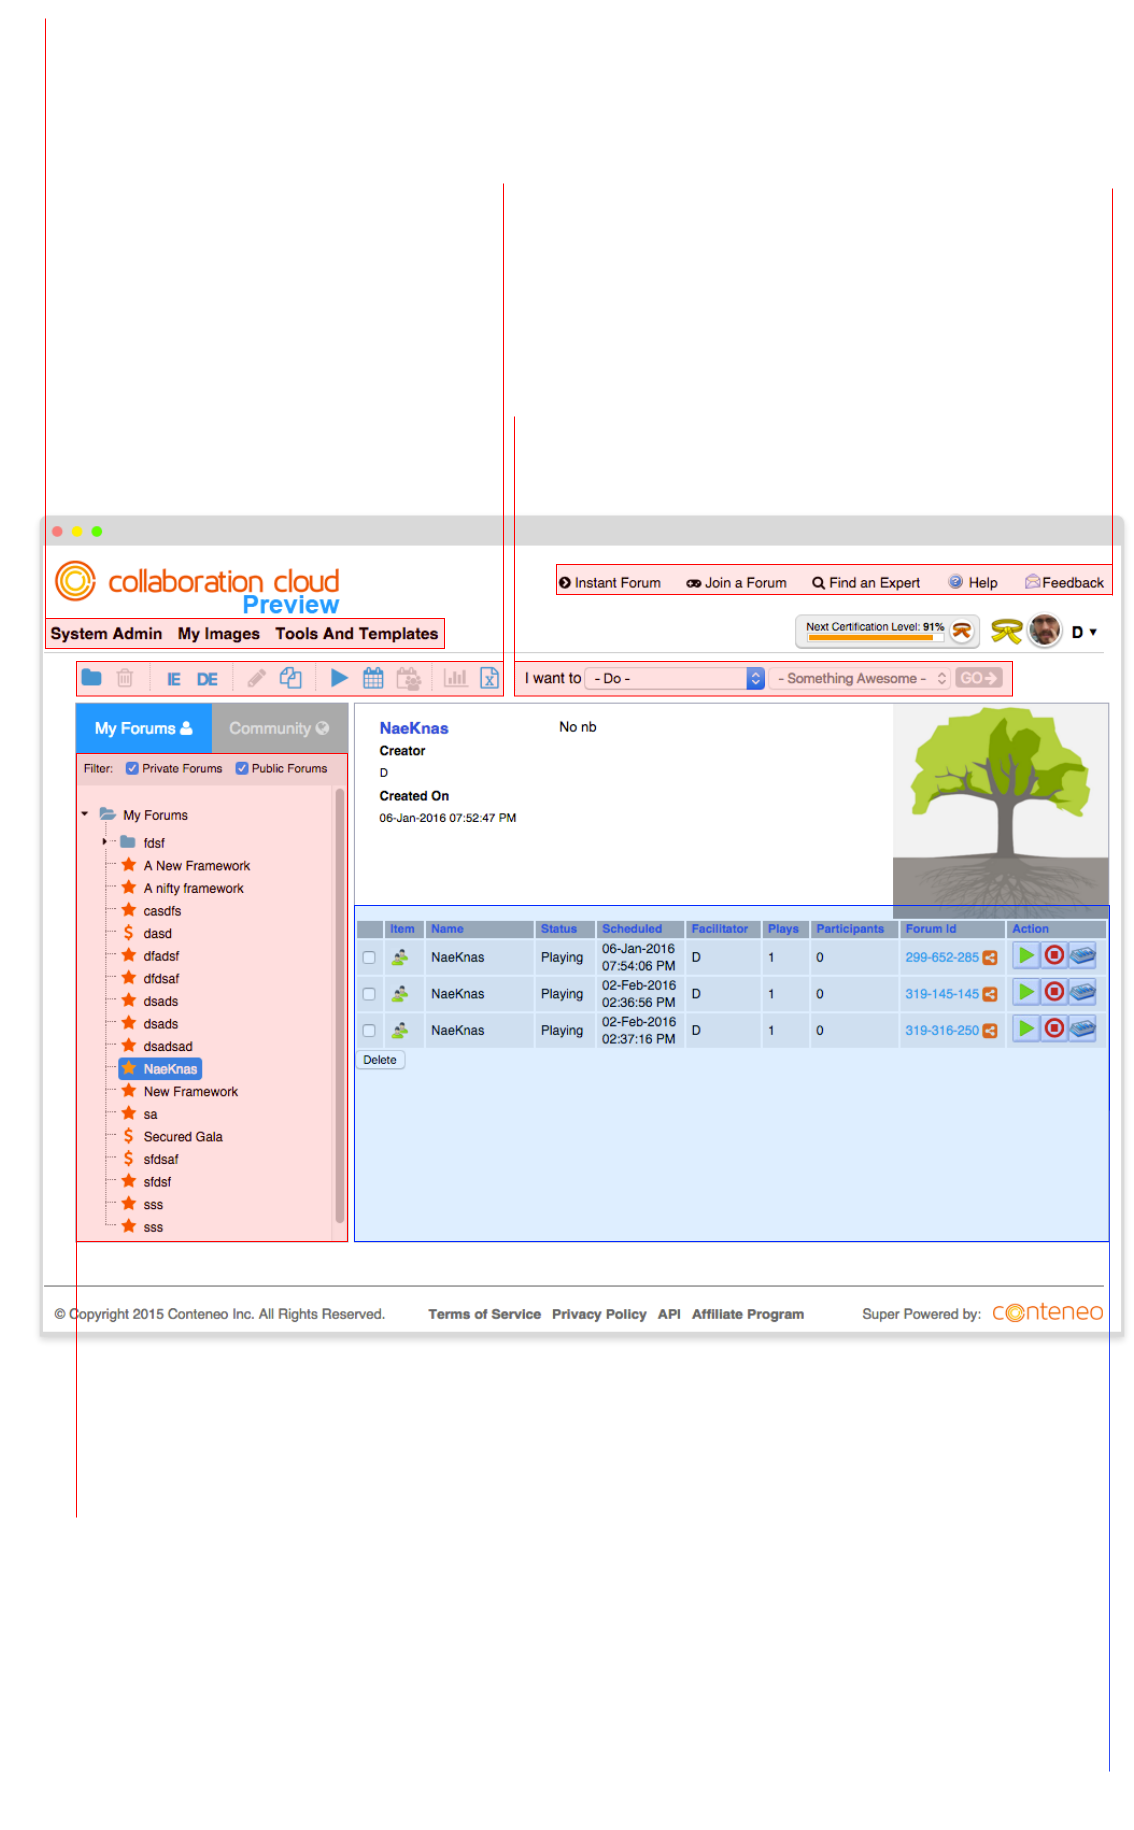 collaboration cloud
Preview
Instant Forum Join a Forum Find an Expert Help Feedback
System Admin My Images Tools And Templates
Next Certification Level: 91%
D
IE DE
I want to - Do - - Something Awesome - GO
My Forums Community
Filter: Private Forums Public Forums
My Forums
fdsf
A New Framework
A nifty framework
casdfs
dasd
dfadsf
dfdsaf
dsads
dsads
dsadsad
NaeKnas
New Framework
sa
Secured Gala
sfdsaf
sfdsf
sss
sss
NaeKnas No nb
Creator
D
Created On
06-Jan-2016 07:52:47 PM
Item Name Status Scheduled Facilitator Plays Participants Forum Id Action
NaeKnas Playing 06-Jan-2016 07:54:06 PM D 1 0 299-652-285
NaeKnas Playing 02-Feb-2016 02:36:56 PM D 1 0 319-145-145
NaeKnas Playing 02-Feb-2016 02:37:16 PM D 1 0 319-316-250
Delete
© Copyright 2015 Conteneo Inc. All Rights Reserved. Terms of Service Privacy Policy API Affiliate Program Super Powered by: conteneo